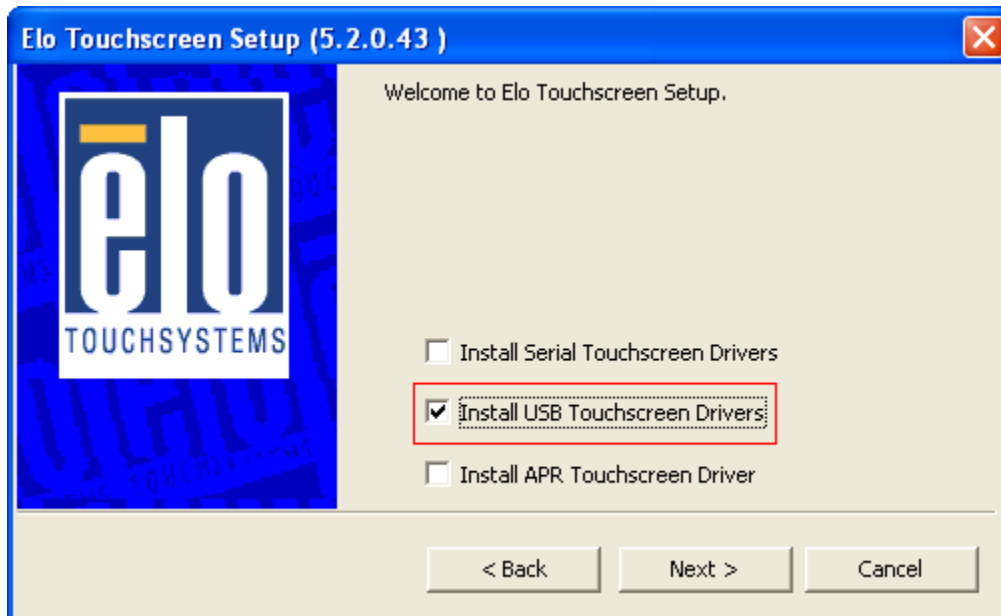 Elo Touchscreen Setup (5.2.0.43 )
Welcome to Elo Touchscreen Setup.
ēlo
TOUCHSYSTEMS
Install Serial Touchscreen Drivers
Install USB Touchscreen Drivers
Install APR Touchscreen Driver
< Back
Next >
Cancel